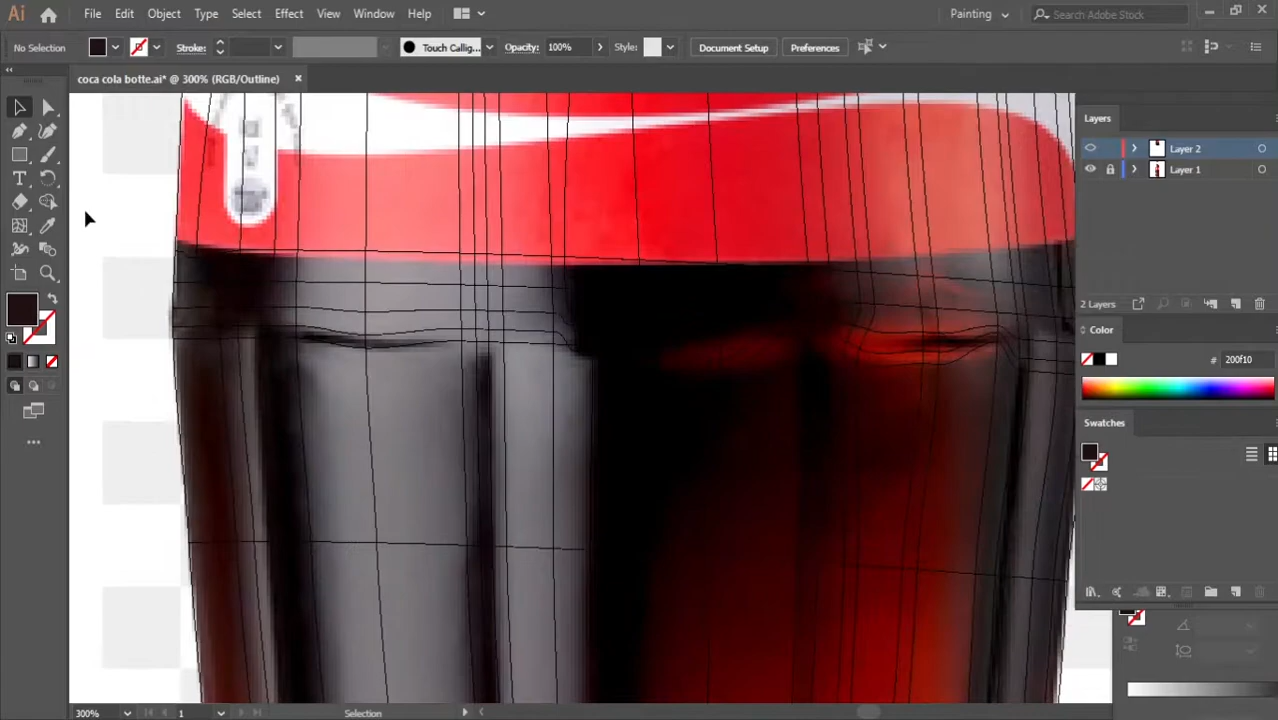 Ai File Edit Object Type Select Effect View Window Help Painting Search Adobe Stock
No Selection Stroke: Touch Callig... Opacity: 100% Style: Document Setup Preferences
coca cola botte.ai* @ 300% (RGB/Outline) ×
Layers
Layer 2
Layer 1
2 Layers
Color
# 200f10
Swatches
300% 1 Selection